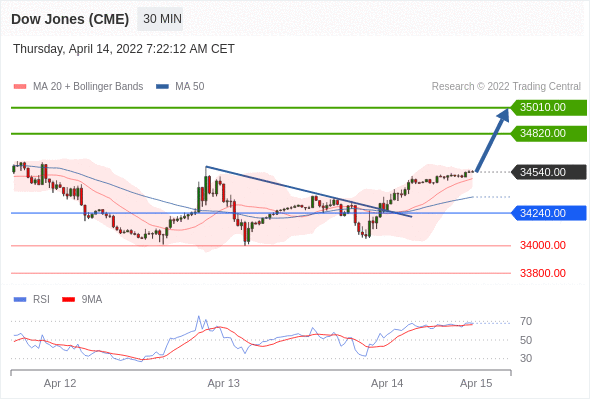 Dow Jones (CME) 30 MIN
Thursday, April 14, 2022 7:22:12 AM CET
MA 20 + Bollinger Bands MA 50 Research © 2022 Trading Central
35010.00
34820.00
34540.00
34240.00
34000.00
33800.00
RSI 9MA
70
50
30
Apr 12 Apr 13 Apr 14 Apr 15